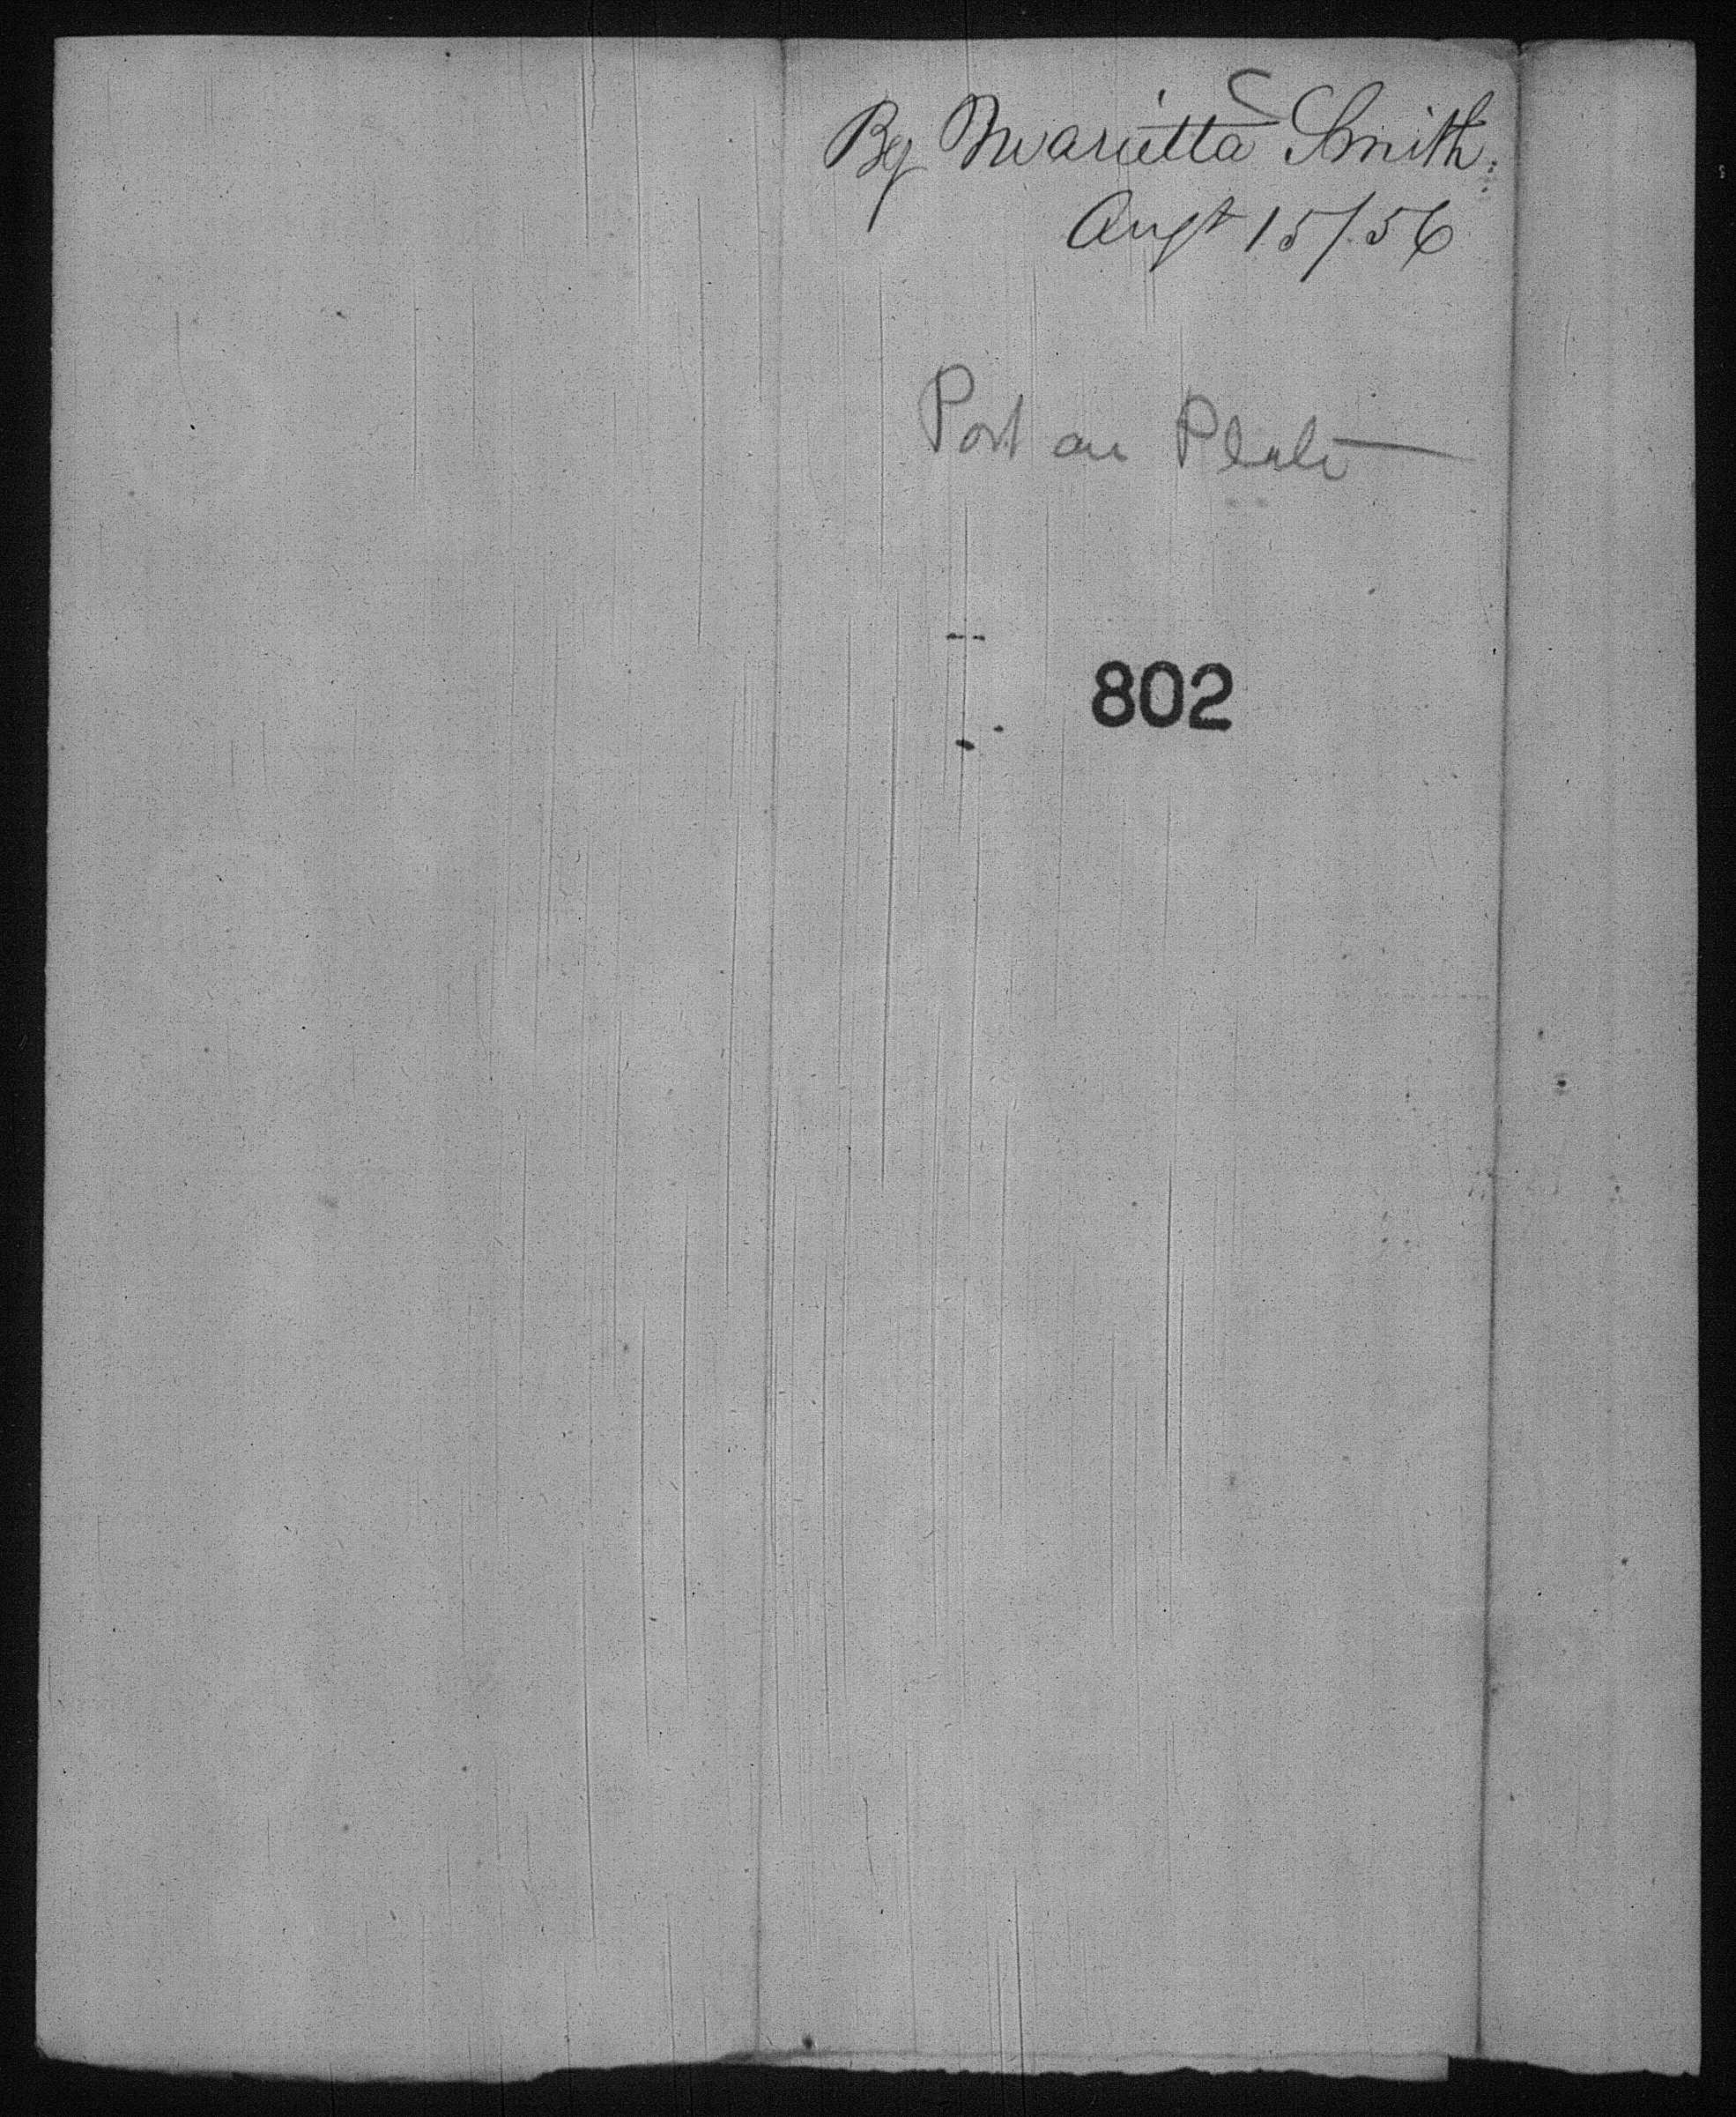 By Marietta Smith
Augt 15/56
Port au Plate
802